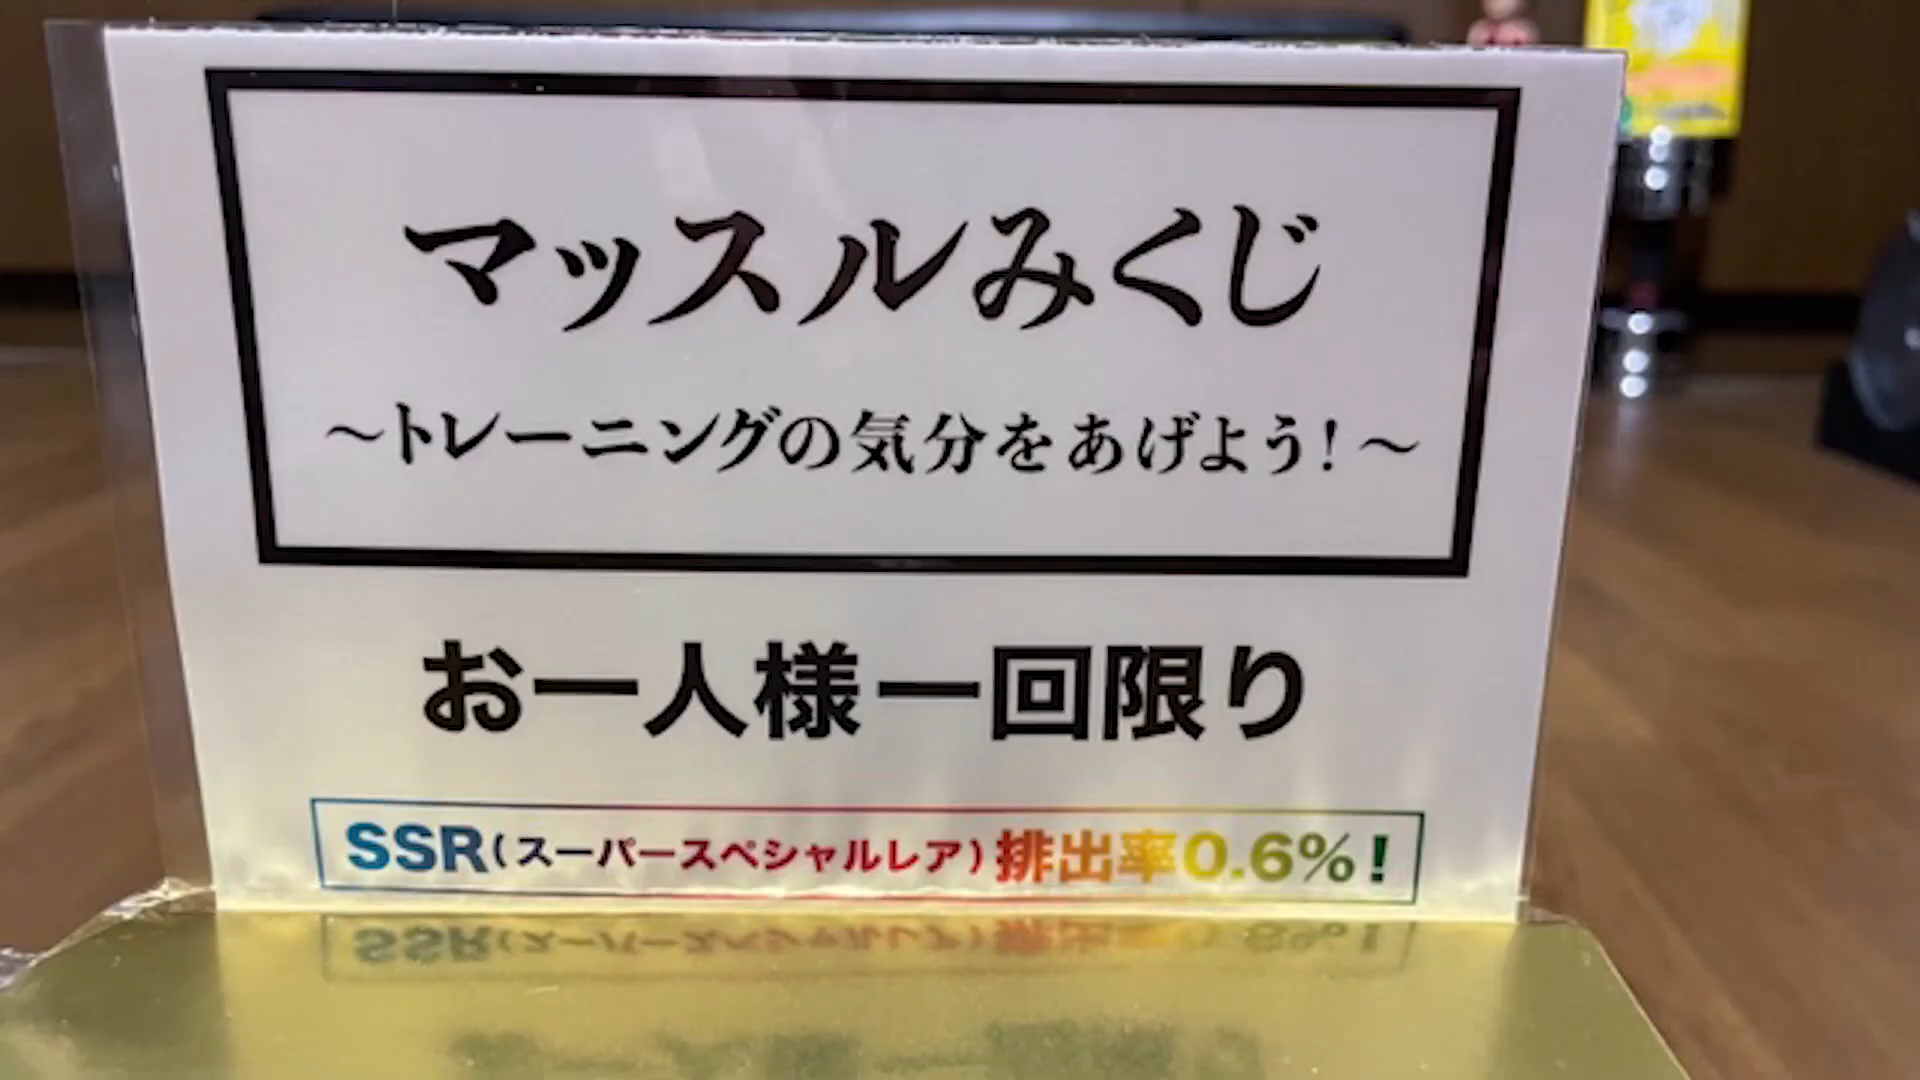 マッスルみくじ
～トレーニングの気分をあげよう！～
お一人様一回限り
SSR(スーパースペシャルレア)排出率0.6%!